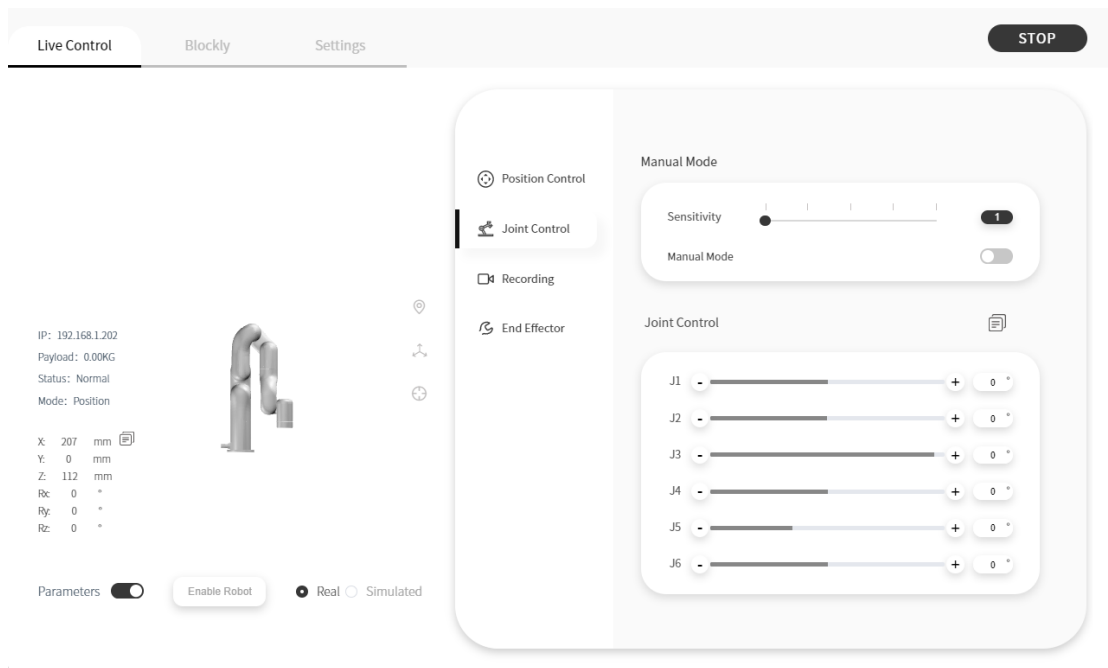 Live Control
Blockly
Settings
STOP
IP: 192.168.1.202
Payload: 0.00KG
Status: Normal
Mode: Position
X: 207 mm
Y: 0 mm
Z: 112 mm
Rx: 0 °
Ry: 0 °
Rz: 0 °
Parameters
Enable Robot
Real
Simulated
Position Control
Joint Control
Recording
End Effector
Manual Mode
Sensitivity 1
Manual Mode
Joint Control
J1 - + 0 °
J2 - + 0 °
J3 - + 0 °
J4 - + 0 °
J5 - + 0 °
J6 - + 0 °